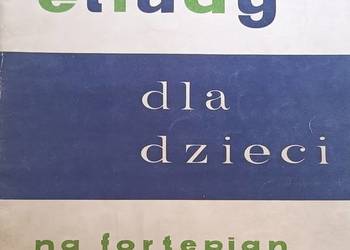 etiudy
dla
dzieci
na fortepian